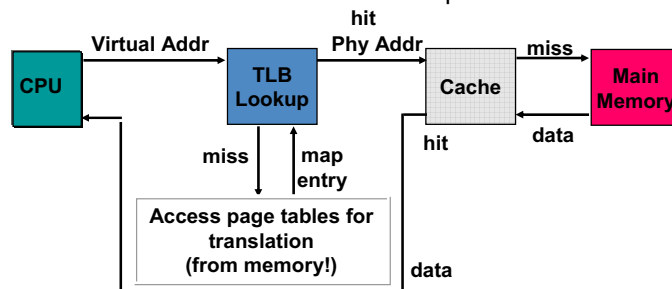 hit
Virtual Addr
Phy Addr
miss
CPU
TLB
Lookup
Cache
Main
Memory
miss
map
entry
hit
data
Access page tables for
translation
(from memory!)
data